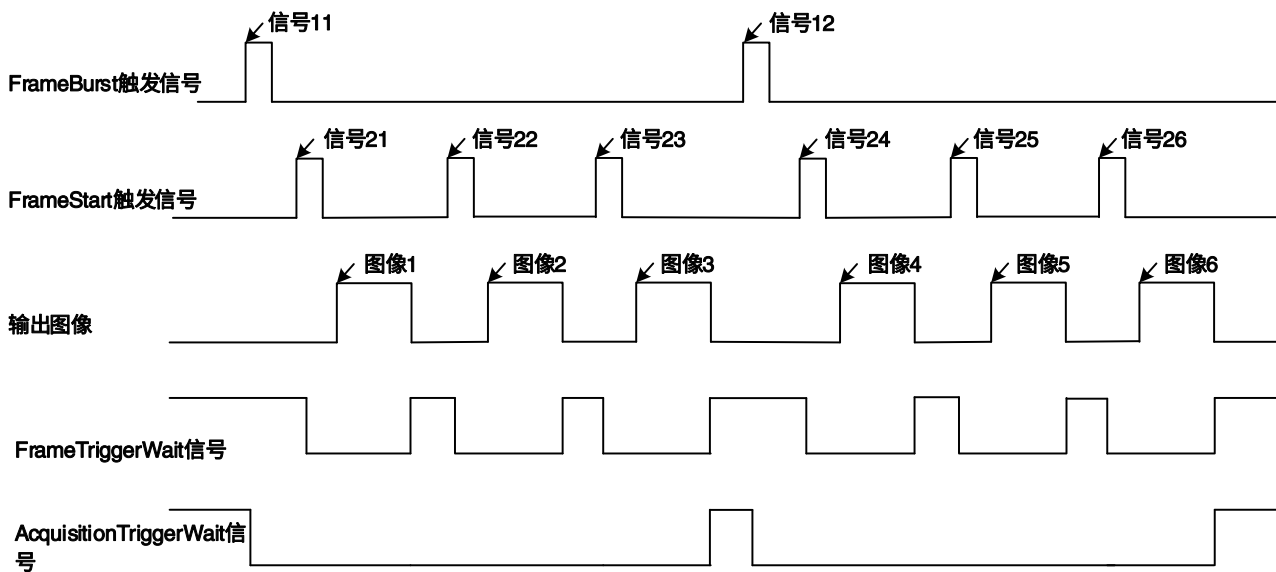 信号11
信号12
FrameBurst触发信号
信号21
信号22
信号23
信号24
信号25
信号26
FrameStart触发信号
图像1
图像2
图像3
图像4
图像5
图像6
输出图像
FrameTriggerWait信号
AcquisitionTriggerWait信
号